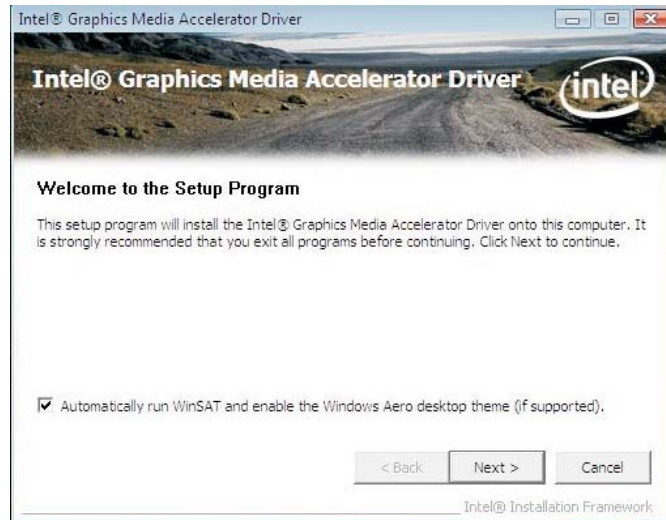 Intel® Graphics Media Accelerator Driver
Intel® Graphics Media Accelerator Driver
intel
Welcome to the Setup Program
This setup program will install the Intel® Graphics Media Accelerator Driver onto this computer. It
is strongly recommended that you exit all programs before continuing. Click Next to continue.
Automatically run WinSAT and enable the Windows Aero desktop theme (if supported).
< Back
Next >
Cancel
Intel® Installation Framework